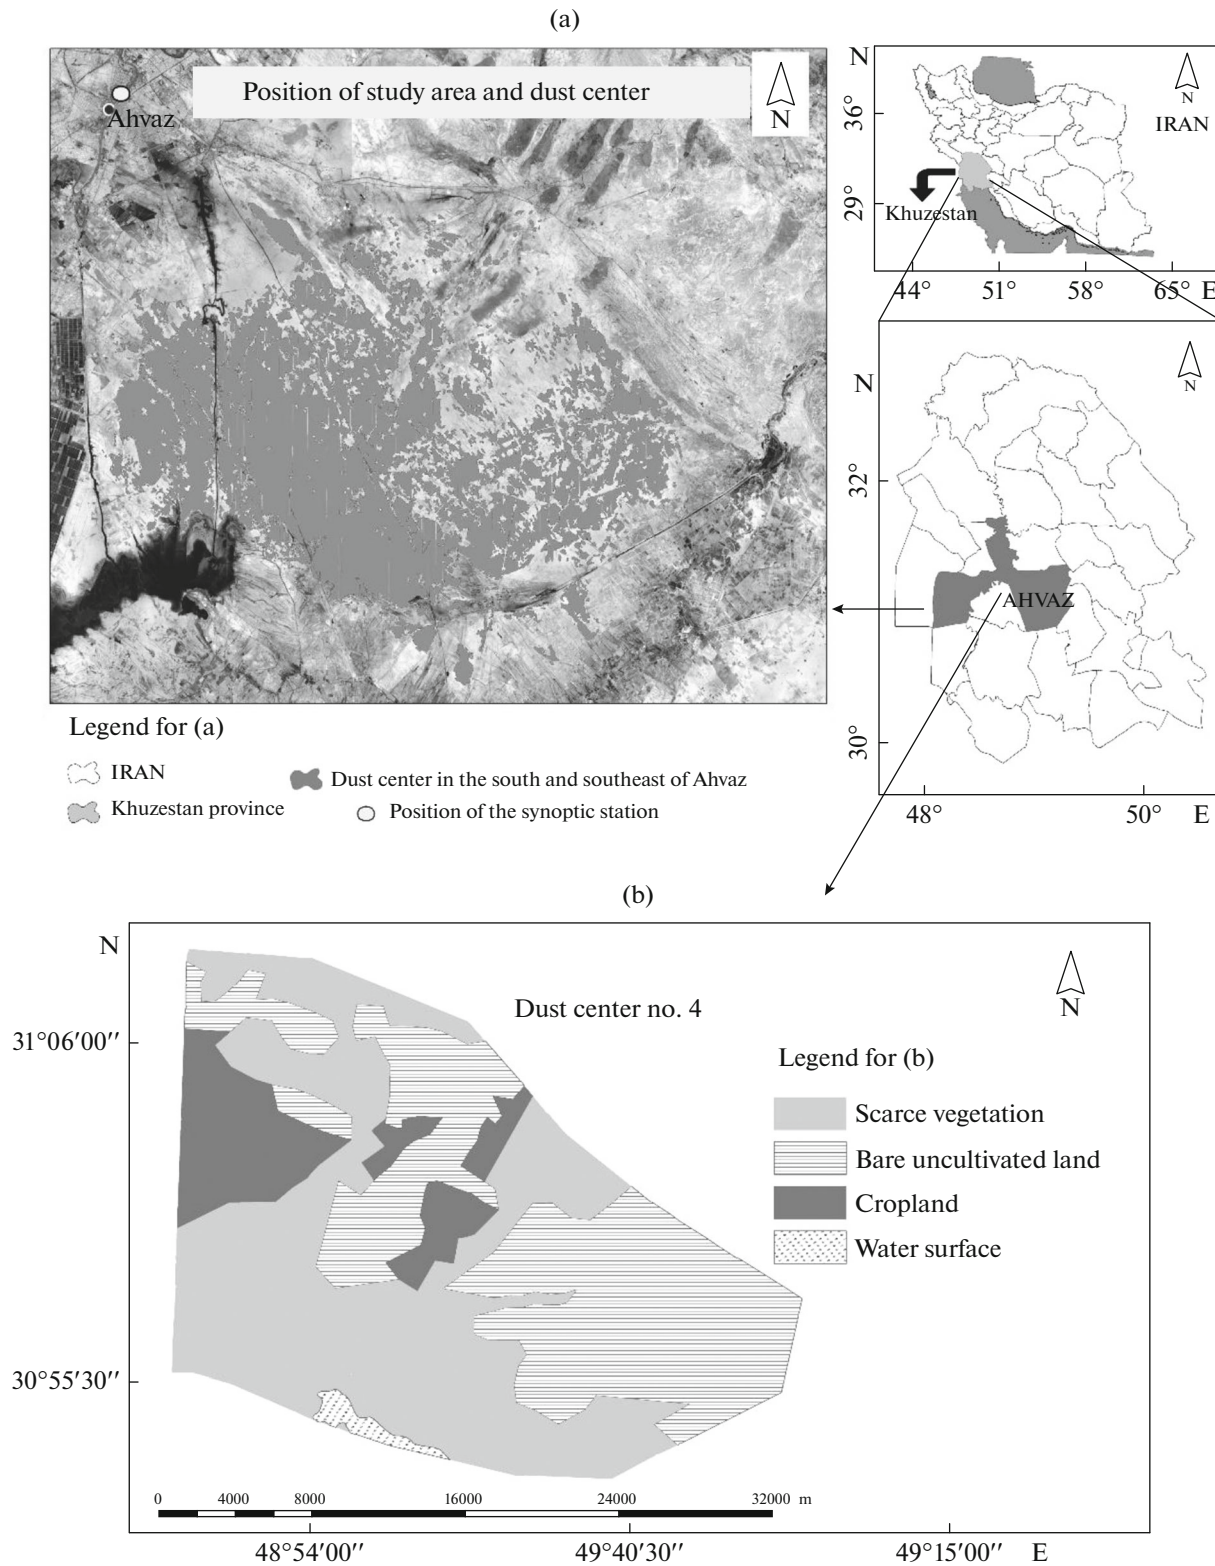 (a)
Position of study area and dust center
N
Ahvaz
N
36°
29°
N
IRAN
Khuzestan
44° 51° 58° 65° E
N
32°
30°
N
AHVAZ
48° 50° E
Legend for (a)
IRAN
Khuzestan province
Dust center in the south and southeast of Ahvaz
Position of the synoptic station
(b)
N
31°06′00′′
30°55′30′′
Dust center no. 4
N
Legend for (b)
Scarce vegetation
Bare uncultivated land
Cropland
Water surface
0 4000 8000 16000 24000 32000 m
48°54′00′′ 49°40′30′′ 49°15′00′′ E